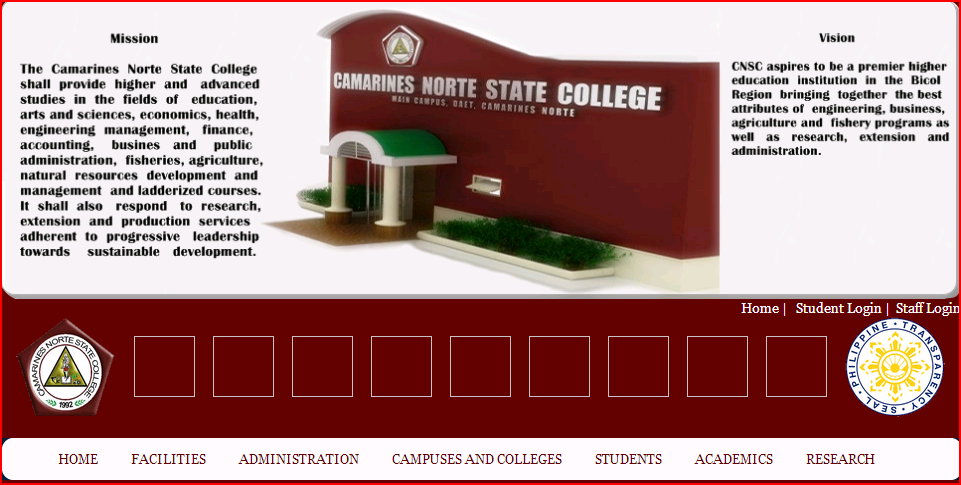 Mission
The Camarines Norte State College
shall provide higher and advanced
studies in the fields of education,
arts and sciences, economics, health,
engineering management, finance,
accounting, busines and public
administration, fisheries, agriculture,
natural resources development and
management and ladderized courses.
It shall also respond to research,
extension and production services
adherent to progressive leadership
towards sustainable development.
CAMARINES NORTE STATE COLLEGE
MAIN CAMPUS, DAET, CAMARINES NORTE
Vision
CNSC aspires to be a premier higher
education institution in the Bicol
Region bringing together the best
attributes of engineering, business,
agriculture and fishery programs as
well as research, extension and
administration.
Home | Student Login | Staff Login
CAMARINES NORTE STATE COLLEGE
1992
PHILIPPINE • TRANSPARENCY • SEAL •
HOME FACILITIES ADMINISTRATION CAMPUSES AND COLLEGES STUDENTS ACADEMICS RESEARCH